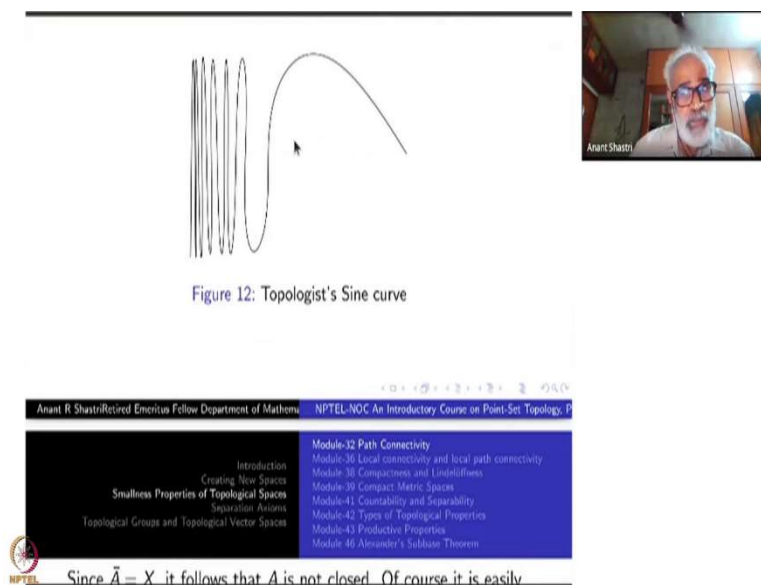 Anant Shastri
Figure 12: Topologist's Sine curve
Anant R ShastriRetired Emeritus Fellow Department of Mathema
NPTEL-NOC An Introductory Course on Point-Set Topology, P
Introduction
Creating New Spaces
Smallness Properties of Topological Spaces
Separation Axioms
Topological Groups and Topological Vector Spaces
Module-32 Path Connectivity
Module-36 Local connectivity and local path connectivity
Module-38 Compactness and Lindelöffness
Module-39 Compact Metric Spaces
Module-41 Countability and Separability
Module-42 Types of Topological Properties
Module-43 Productive Properties
Module 46 Alexander's Subbase Theorem
NPTEL
Since Ā = X, it follows that A is not closed. Of course it is easily